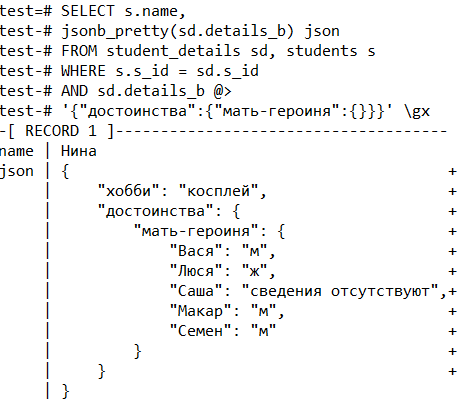 test=# SELECT s.name,
test-# jsonb_pretty(sd.details_b) json
test-# FROM student_details sd, students s
test-# WHERE s.s_id = sd.s_id
test-# AND sd.details_b @>
test-# '{"достоинства":{"мать-героиня":{}}}' \gx
-[ RECORD 1 ]-------------------------------------
name | Нина
json | {                                          +
     |     "хобби": "косплей",                    +
     |     "достоинства": {                       +
     |         "мать-героиня": {                  +
     |             "Вася": "м",                   +
     |             "Люся": "ж",                   +
     |             "Саша": "сведения отсутствуют",+
     |             "Макар": "м",                  +
     |             "Семен": "м"                   +
     |         }                                  +
     |     }                                      +
     | }